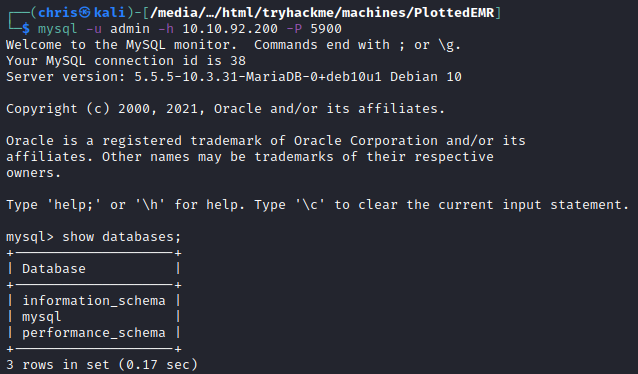 ┌──(chris㉿kali)-[/media/…/html/tryhackme/machines/PlottedEMR]
└─$ mysql -u admin -h 10.10.92.200 -P 5900
Welcome to the MySQL monitor.  Commands end with ; or \g.
Your MySQL connection id is 38
Server version: 5.5.5-10.3.31-MariaDB-0+deb10u1 Debian 10

Copyright (c) 2000, 2021, Oracle and/or its affiliates.

Oracle is a registered trademark of Oracle Corporation and/or its
affiliates. Other names may be trademarks of their respective
owners.

Type 'help;' or '\h' for help. Type '\c' to clear the current input statement.

mysql> show databases;
+--------------------+
| Database           |
+--------------------+
| information_schema |
| mysql              |
| performance_schema |
+--------------------+
3 rows in set (0.17 sec)